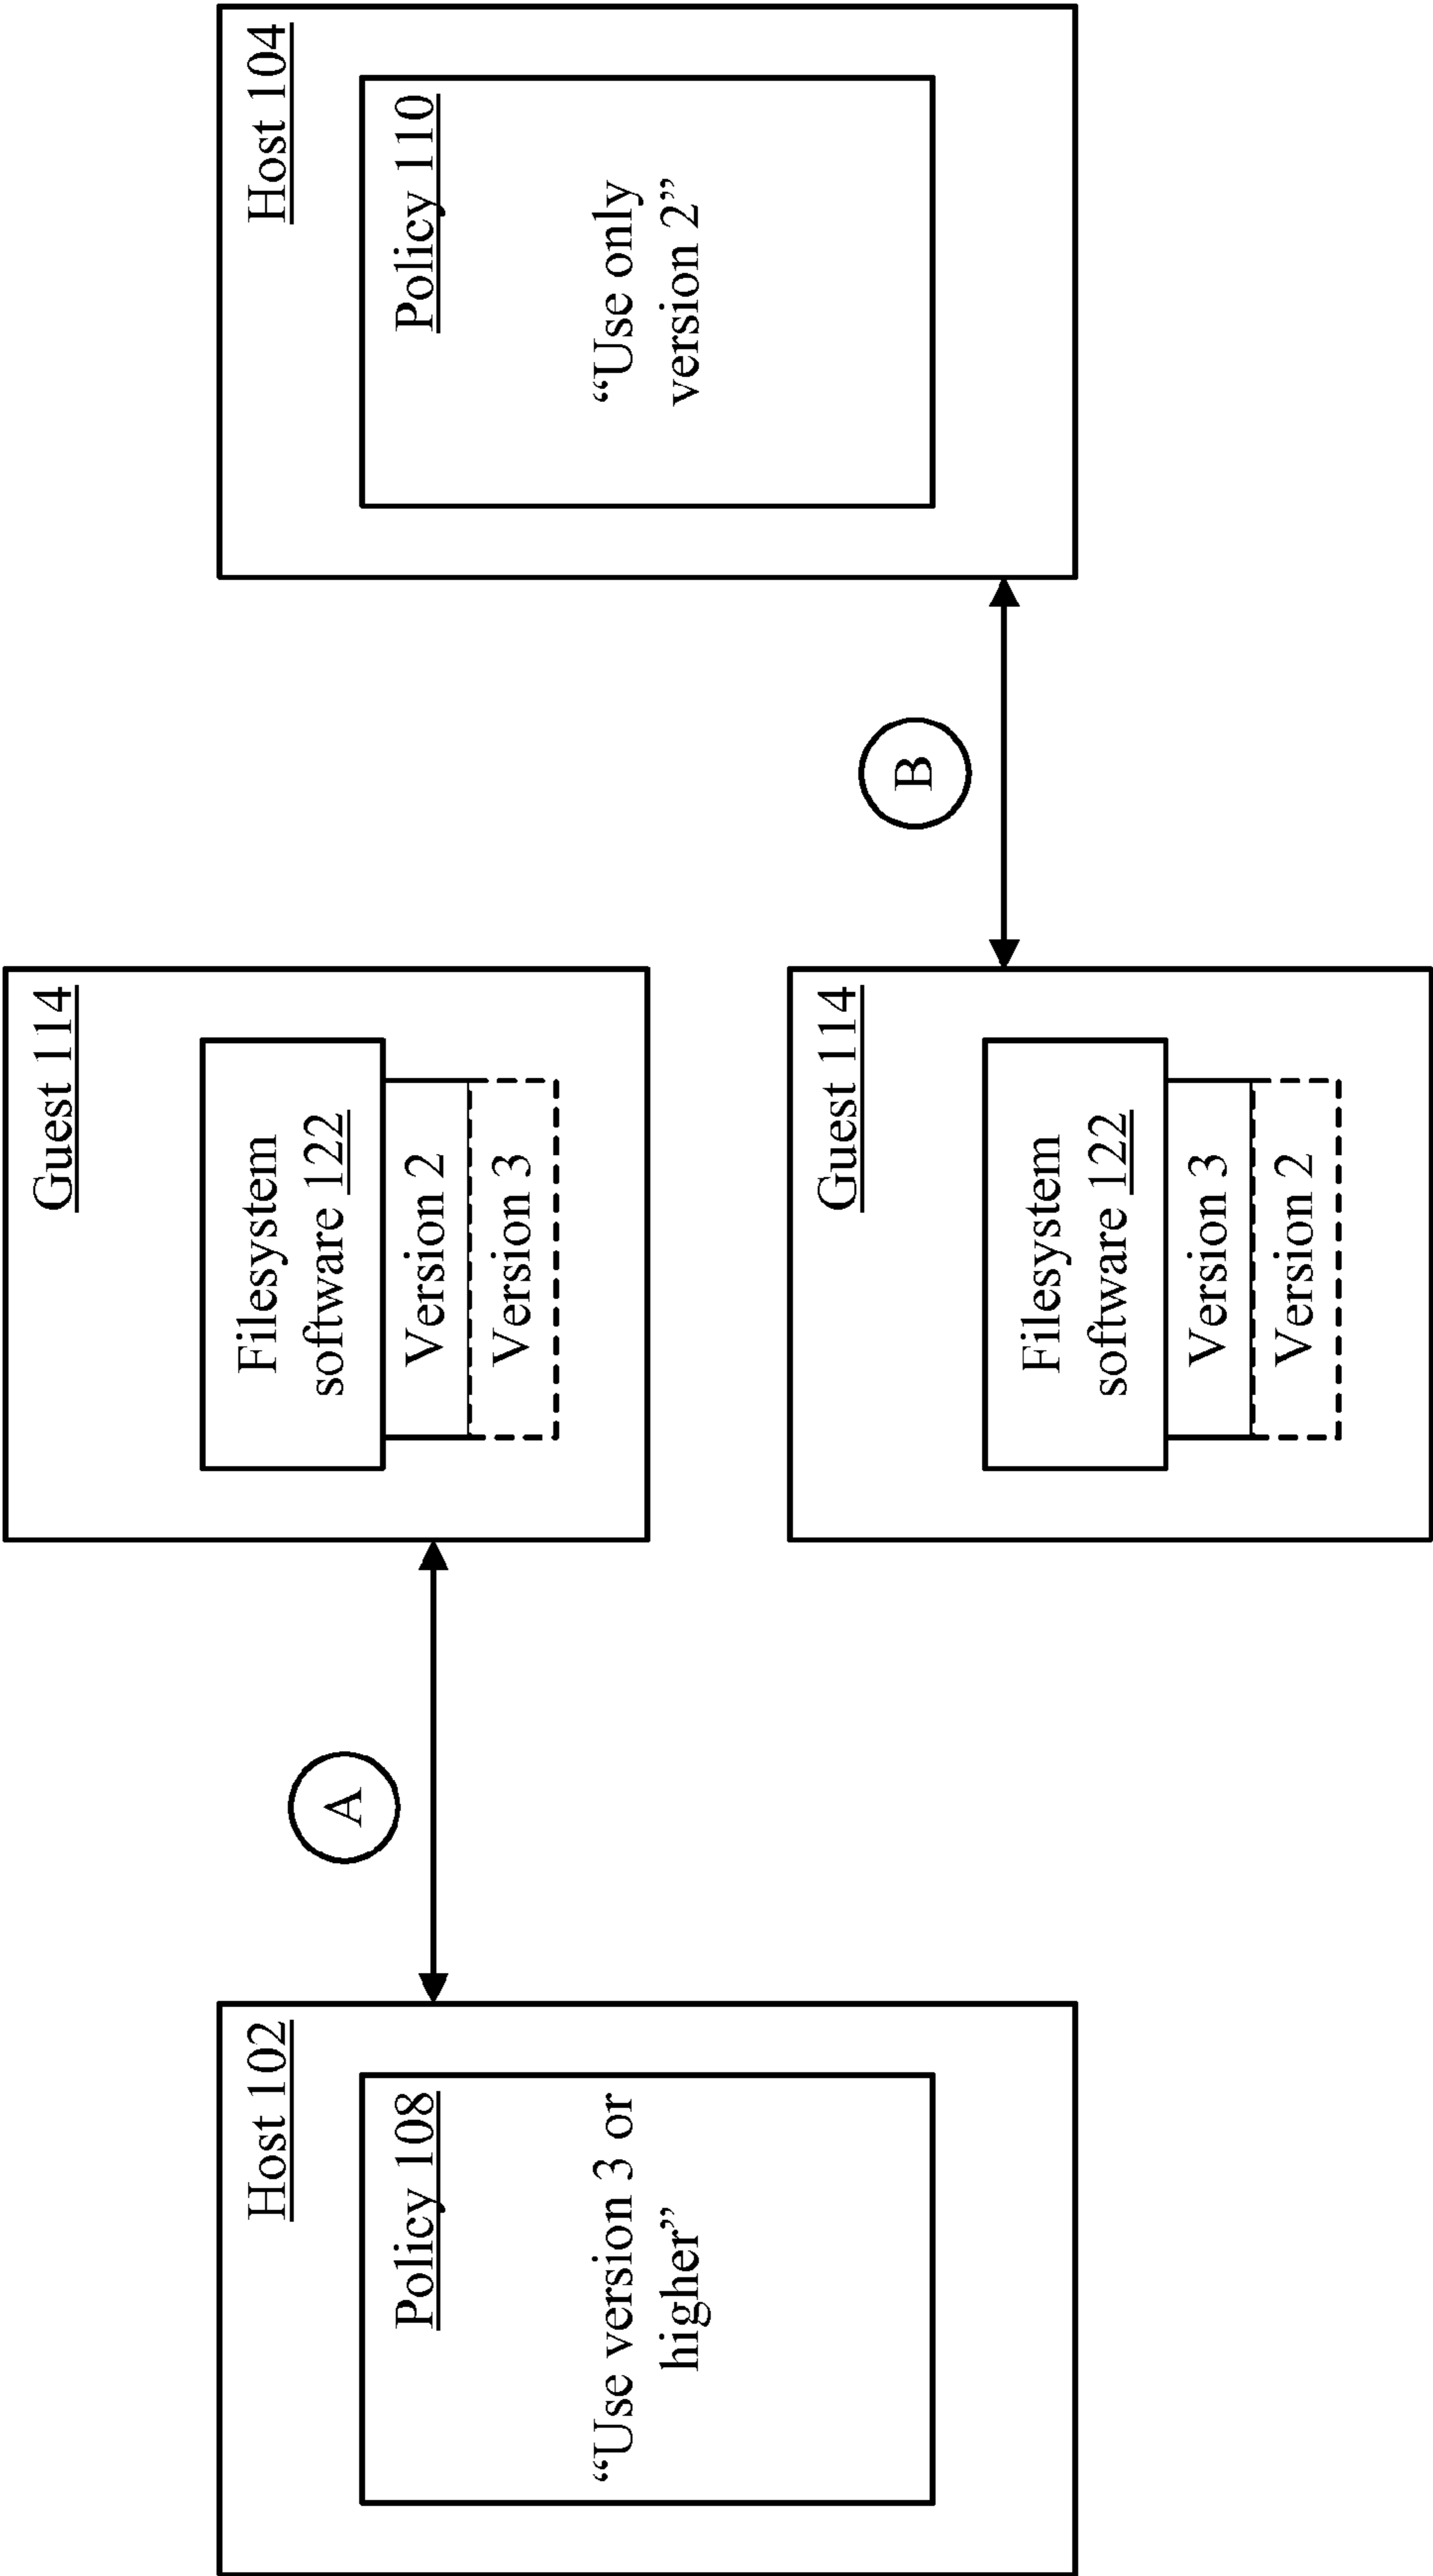 Host 102
Policy 108
“Use version 3 or
higher”
A
Guest 114
Filesystem
software 122
Version 2
Version 3
Guest 114
Filesystem
software 122
Version 3
Version 2
B
Host 104
Policy 110
“Use only
version 2”